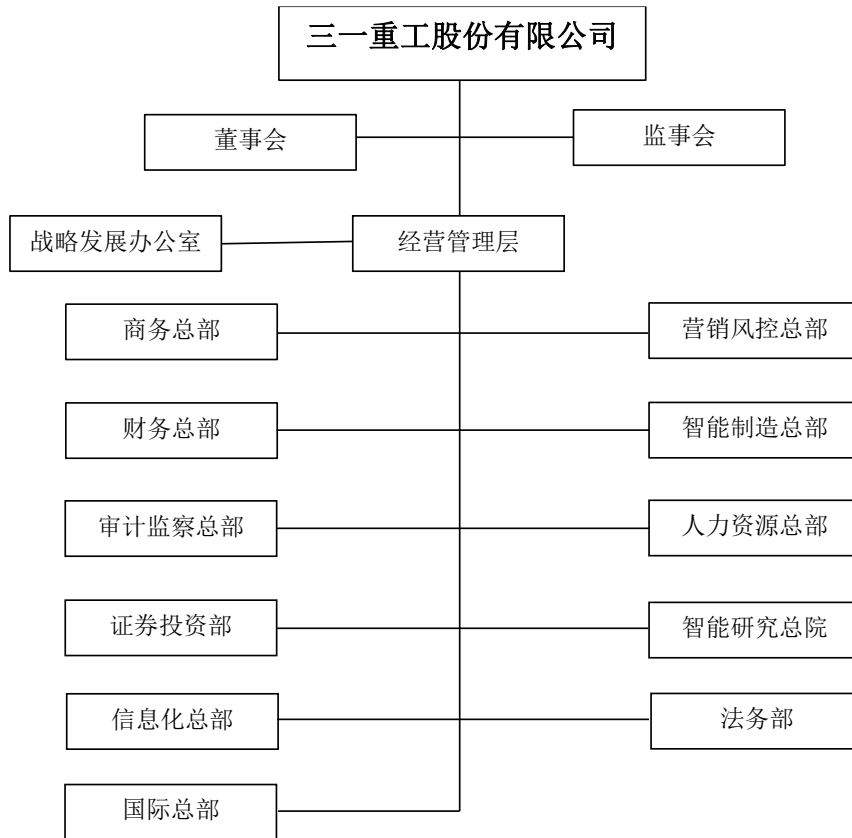 三一重工股份有限公司
董事会
监事会
战略发展办公室
经营管理层
商务总部
营销风控总部
财务总部
智能制造总部
审计监察总部
人力资源总部
证券投资部
智能研究总院
信息化总部
法务部
国际总部